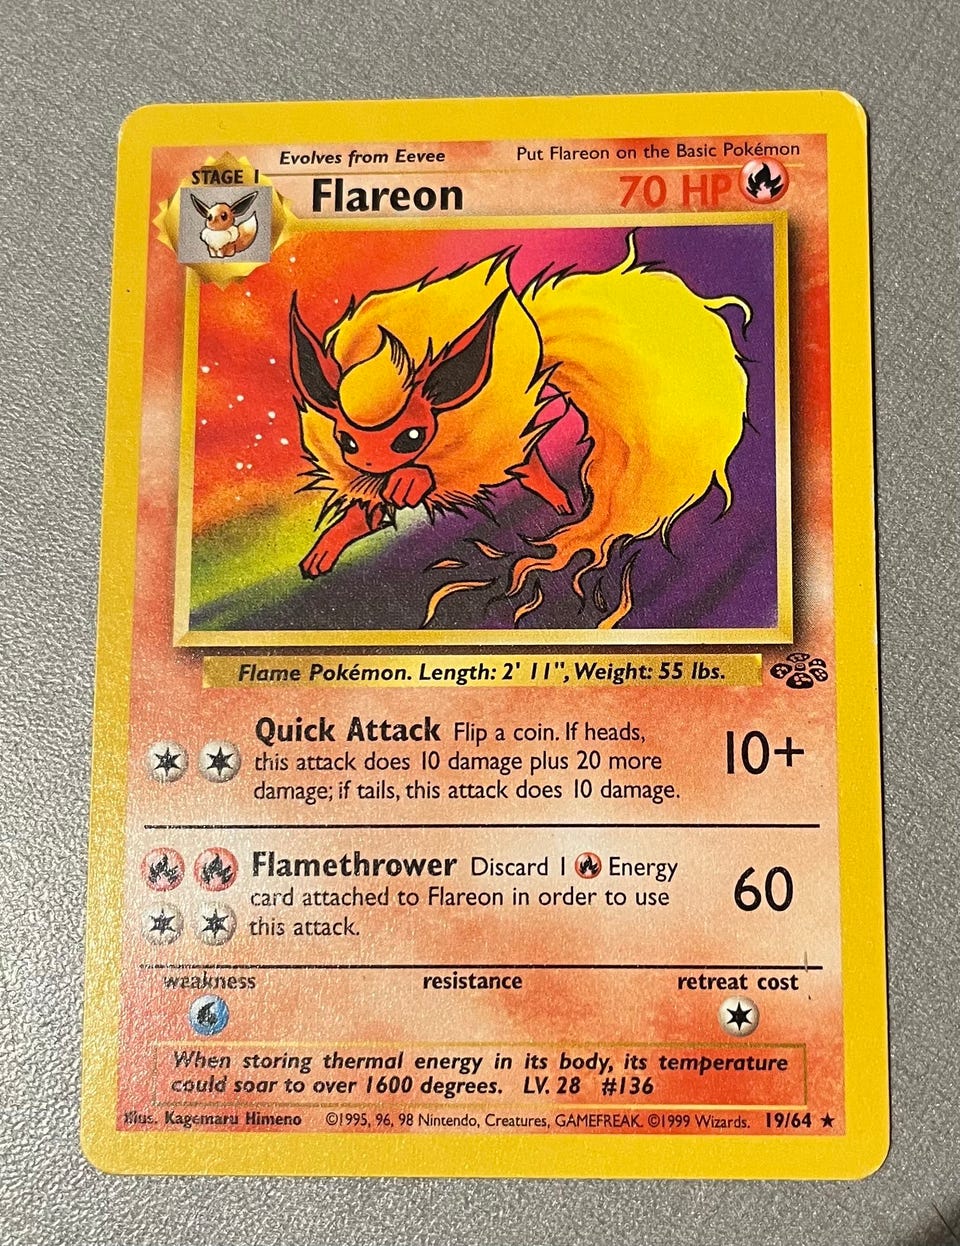 Evolves from Eevee Put Flareon on the Basic Pokémon
STAGE 1 Flareon 70 HP
Flame Pokémon. Length: 2' 11", Weight: 55 lbs.
Quick Attack Flip a coin. If heads,
this attack does 10 damage plus 20 more
damage; if tails, this attack does 10 damage.
10+
Flamethrower Discard 1 Energy
card attached to Flareon in order to use
this attack.
60
weakness resistance retreat cost
When storing thermal energy in its body, its temperature
could soar to over 1600 degrees. LV. 28 #136
Illus. Kagemaru Himeno ©1995, 96, 98 Nintendo, Creatures, GAMEFREAK. ©1999 Wizards. 19/64 ★